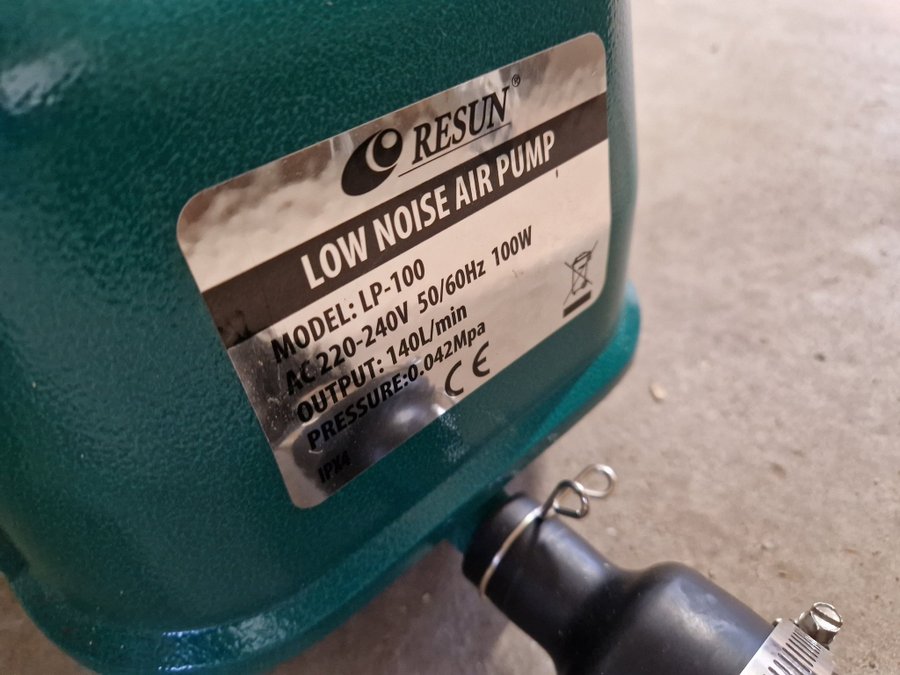 RESUN®
LOW NOISE AIR PUMP
MODEL: LP-100
AC 220-240V 50/60Hz 100W
OUTPUT: 140L/min
PRESSURE:0.042Mpa
CE
IPX4